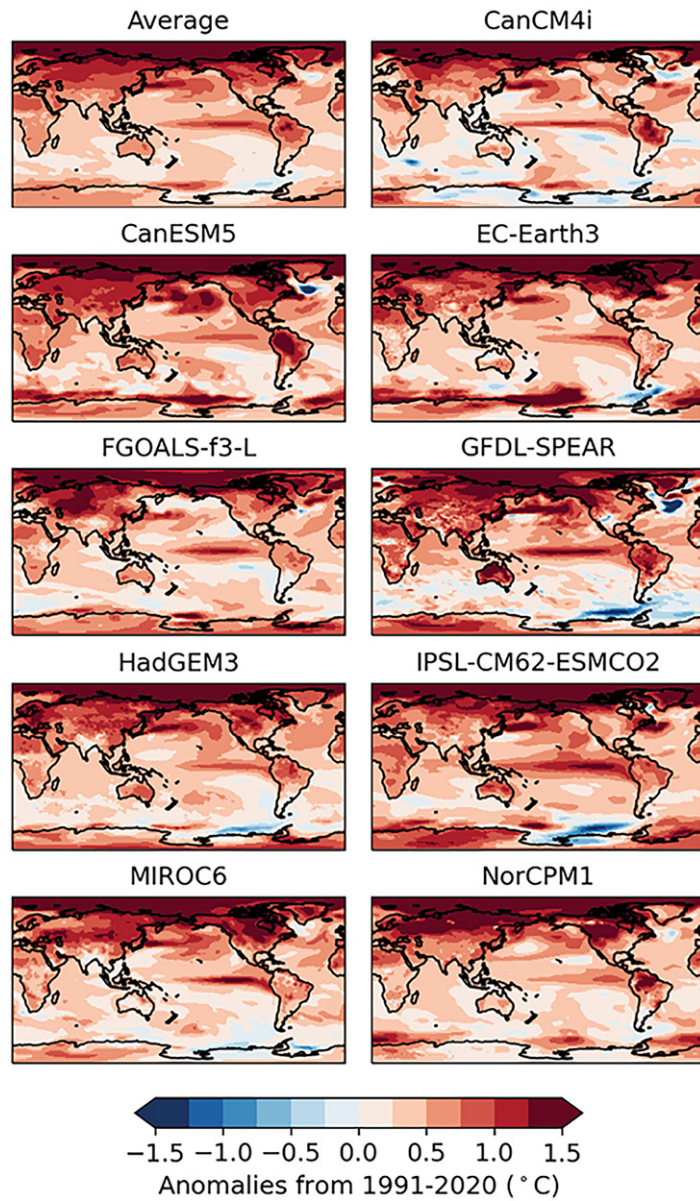 Average
CanCM4i
CanESM5
EC-Earth3
FGOALS-f3-L
GFDL-SPEAR
HadGEM3
IPSL-CM62-ESMCO2
MIROC6
NorCPM1
−1.5 −1.0 −0.5 0.0 0.5 1.0 1.5
Anomalies from 1991-2020 (°C)